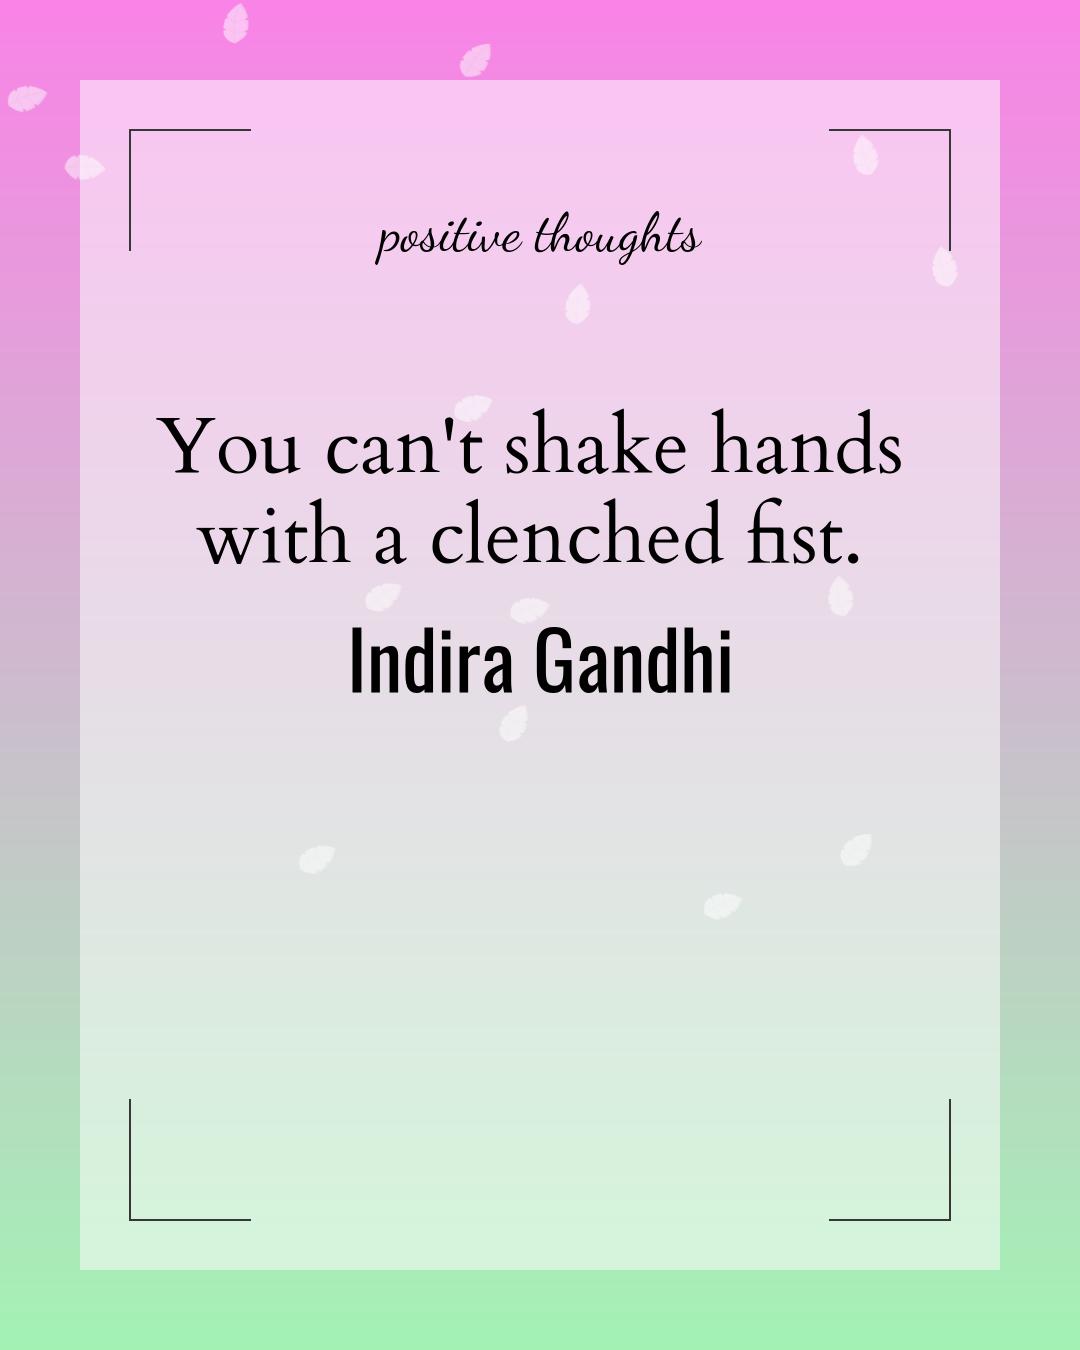 positive thoughts
You can't shake hands
with a clenched fist.
Indira Gandhi